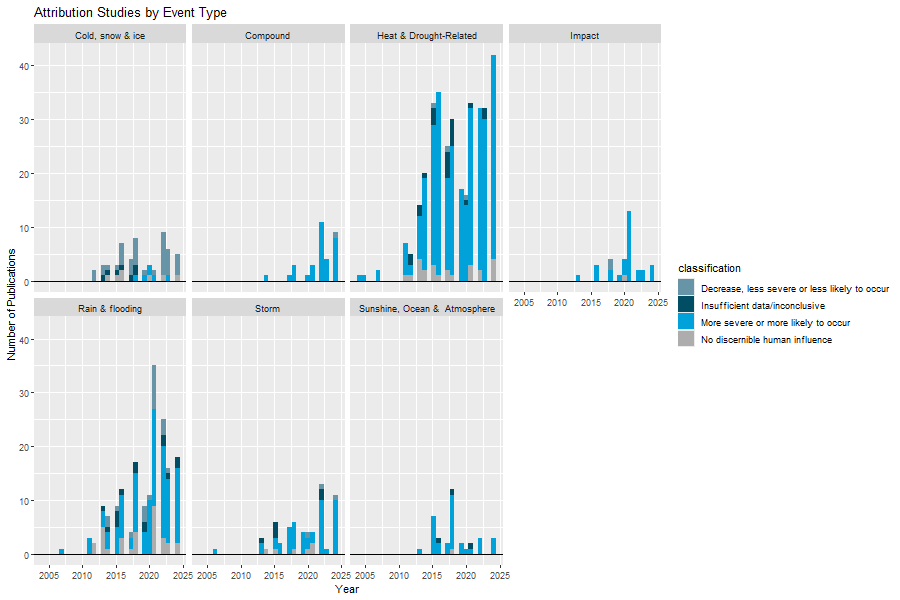 Attribution Studies by Event Type
Cold, snow & ice
Compound
Heat & Drought-Related
Impact
40
30
20
10
0
2005 2010 2015 2020 2025
Number of Publications
Rain & flooding
Storm
Sunshine, Ocean & Atmosphere
40
30
20
10
0
2005 2010 2015 2020 2025
2005 2010 2015 2020 2025
2005 2010 2015 2020 2025
Year
classification
Decrease, less severe or less likely to occur
Insufficient data/inconclusive
More severe or more likely to occur
No discernible human influence